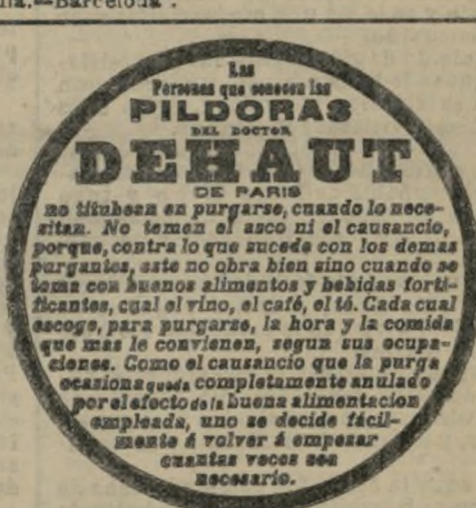 Barcelona".
Las
Personas que conocen las
PILDORAS
DEL DOCTOR
DEHAUT
DE PARIS
no titubean en purgarse, cuando lo nece-
sitan. No temen el asco ni el causancio,
porque, contra lo que sucede con los demas
purgantes, este no obra bien sino cuando se
toma con buenos alimentos y bebidas forti-
ficantes, cual el vino, el café, el té. Cada cual
escoge, para purgarse, la hora y la comida
que mas le convienen, segun sus ocupa-
ciones. Como el causancio que la purga
ocasiona queda completamente anulado
por el efecto de la buena alimentacion
empleada, uno se decide fácil-
mente á volver á empezar
cuantas veces sea
necesario.